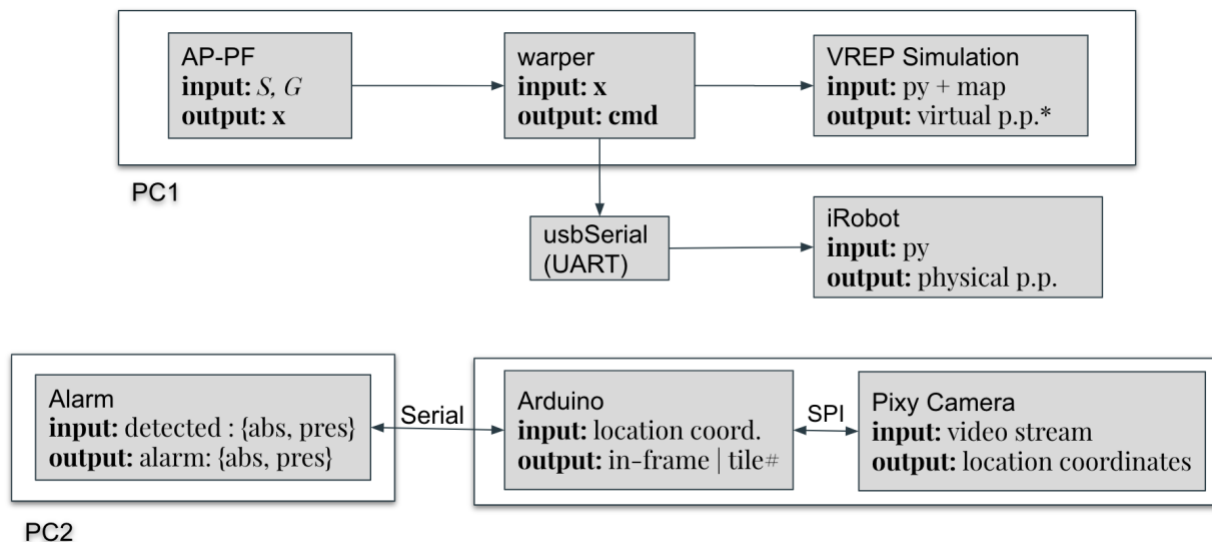 AP-PF
input: S, G
output: x
warper
input: x
output: cmd
VREP Simulation
input: py + map
output: virtual p.p.*
PC1
usbSerial
(UART)
iRobot
input: py
output: physical p.p.
Alarm
input: detected : {abs, pres}
output: alarm: {abs, pres}
Serial
Arduino
input: location coord.
output: in-frame | tile#
SPI
Pixy Camera
input: video stream
output: location coordinates
PC2